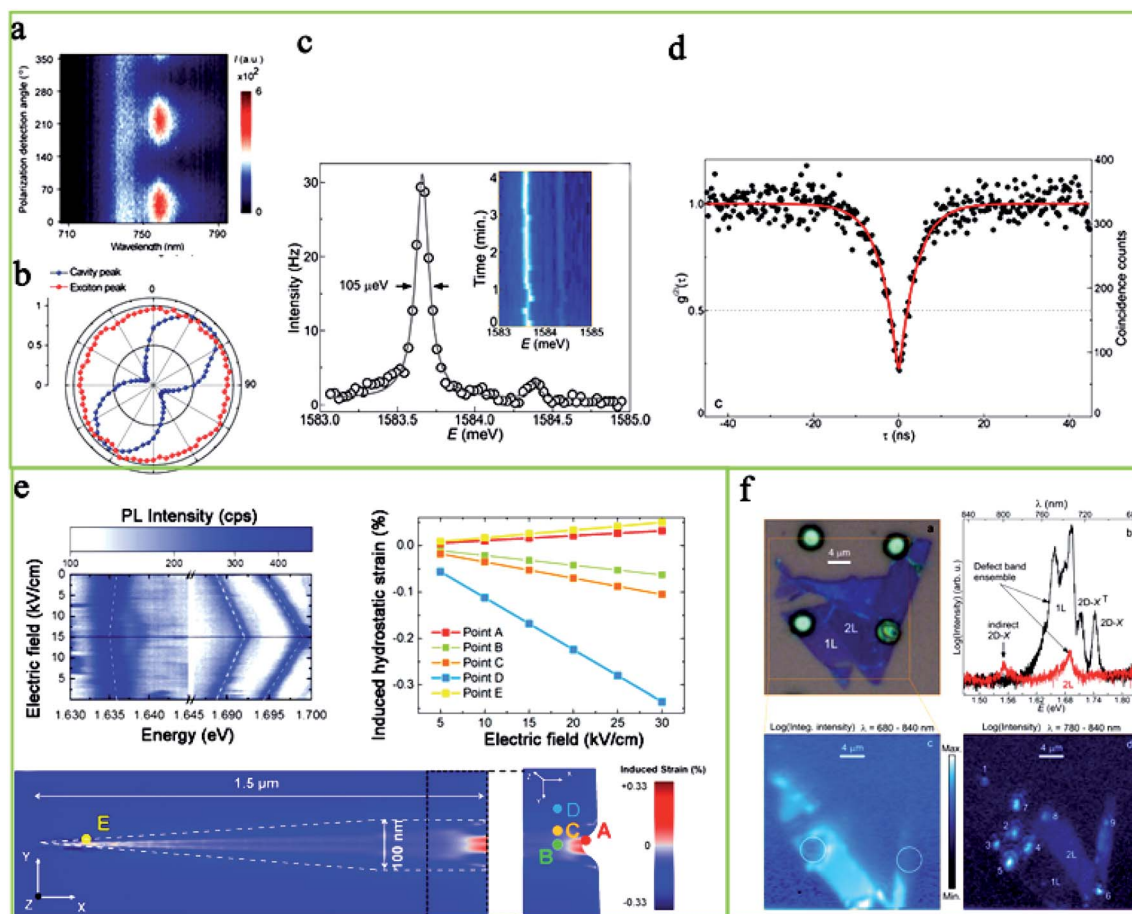 a
Polarization detection angle (°)
350
280
210
140
70
0
710
750
790
Wavelength (nm)
I (a.u.)
x10²
6
0
b
Cavity peak
Exoiton peak
0
90
1
0.5
0
0.5
1
c
Intensity (Hz)
30
20
10
0
105 µeV
1583.0
1583.5
1584.0
1584.5
1585.0
E (meV)
Time (min.)
4
3
2
1
0
1583
1584
1585
E (meV)
d
g⁽²⁾(τ)
1.0
0.5
c
-40
-20
0
20
40
τ (ns)
400
300
200
100
0
Coincidence counts
e
PL Intensity (cps)
100
200
300
400
Electric field (kV/cm)
0
5
10
15
10
5
0
1.630
1.635
1.640
1.645
1.690
1.695
1.700
Energy (eV)
Induced hydrostatic strain (%)
0.0
-0.1
-0.2
-0.3
Point A
Point B
Point C
Point D
Point E
5
10
15
20
25
30
Electric field (kV/cm)
1.5 µm
E
100 nm
Y
Z
X
D
C
B
A
Induced Strain (%)
+0.33
0
-0.33
f
a
4 µm
2L
1L
λ (nm)
840
800
760
720
Log(Intensity) (arb. u.)
b
Defect band
ensemble
1L
2D-X
T
2D-X
indirect
2D-X
2L
1.50
1.56
1.62
1.68
1.74
1.80
E (eV)
Log(Integ. intensity) λ = 680 - 840 nm
4 µm
c
Max.
Min.
Log(Intensity) λ = 780 - 840 nm
4 µm
d
1
7
8
2
9
3
4
2L
5
1L
6